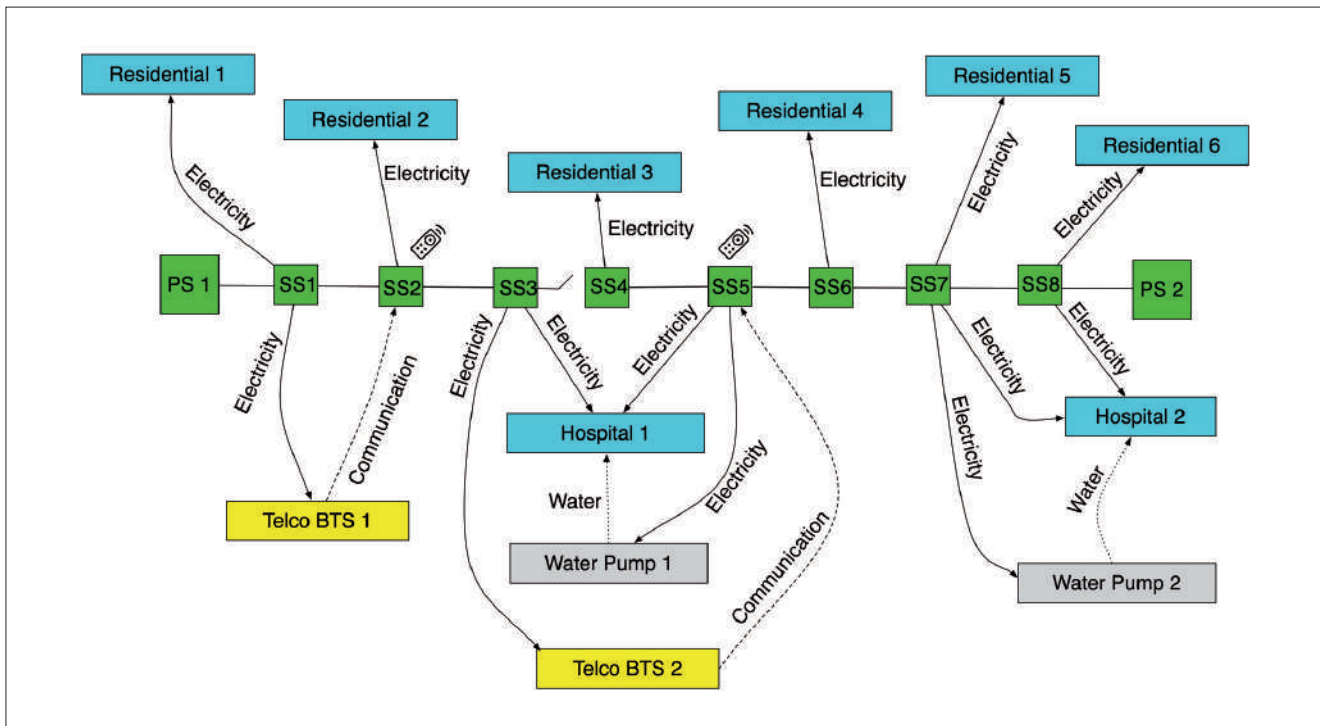 Residential 1
Residential 5
Residential 4
Residential 2
Residential 6
Residential 3
Electricity
Electricity
Electricity
Electricity
Electricity
Electricity
PS 1
SS1
SS2
SS3
SS4
SS5
SS6
SS7
SS8
PS 2
Electricity
Electricity
Electricity
Electricity
Electricity
Electricity
Communication
Electricity
Electricity
Hospital 1
Hospital 2
Water
Water
Telco BTS 1
Water Pump 1
Communication
Water Pump 2
Telco BTS 2